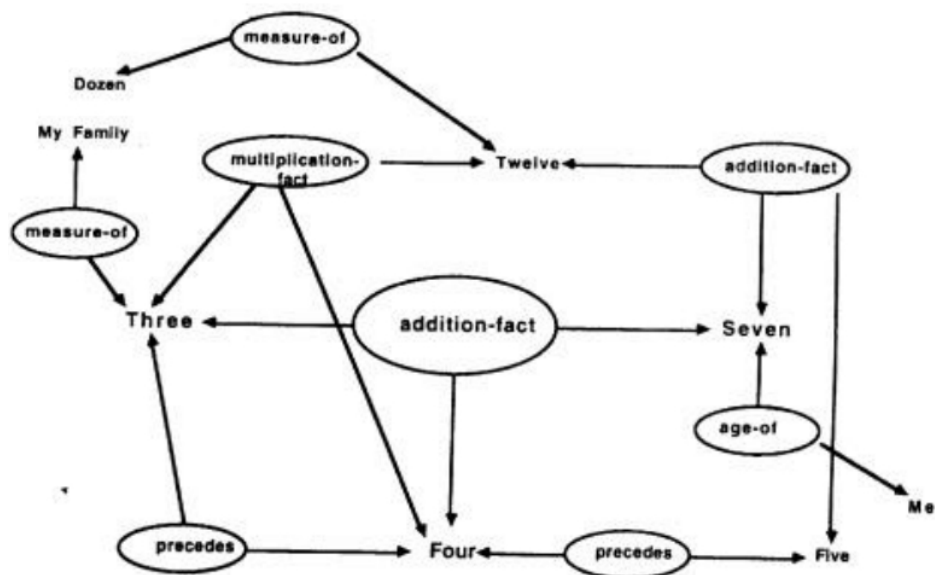 measure-of
Dozen
My Family
multiplication-
fact
Twelve
addition-fact
measure-of
Three
addition-fact
Seven
age-of
Me
precedes
Four
precedes
Five